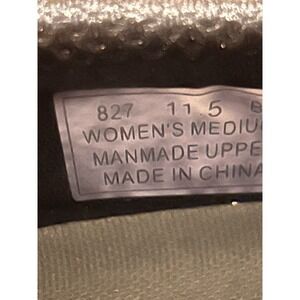 827 11.5
WOMEN'S MEDIU
MANMADE UPPE
MADE IN CHINA